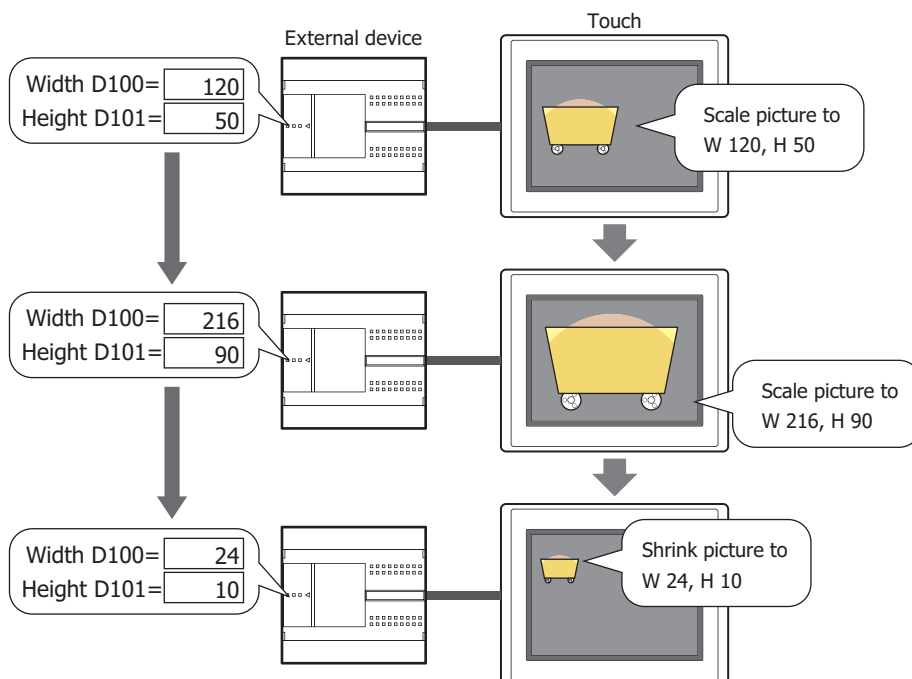 External device
Touch
Width D100= 120
Height D101= 50
Scale picture to
W 120, H 50
Width D100= 216
Height D101= 90
Scale picture to
W 216, H 90
Width D100= 24
Height D101= 10
Shrink picture to
W 24, H 10